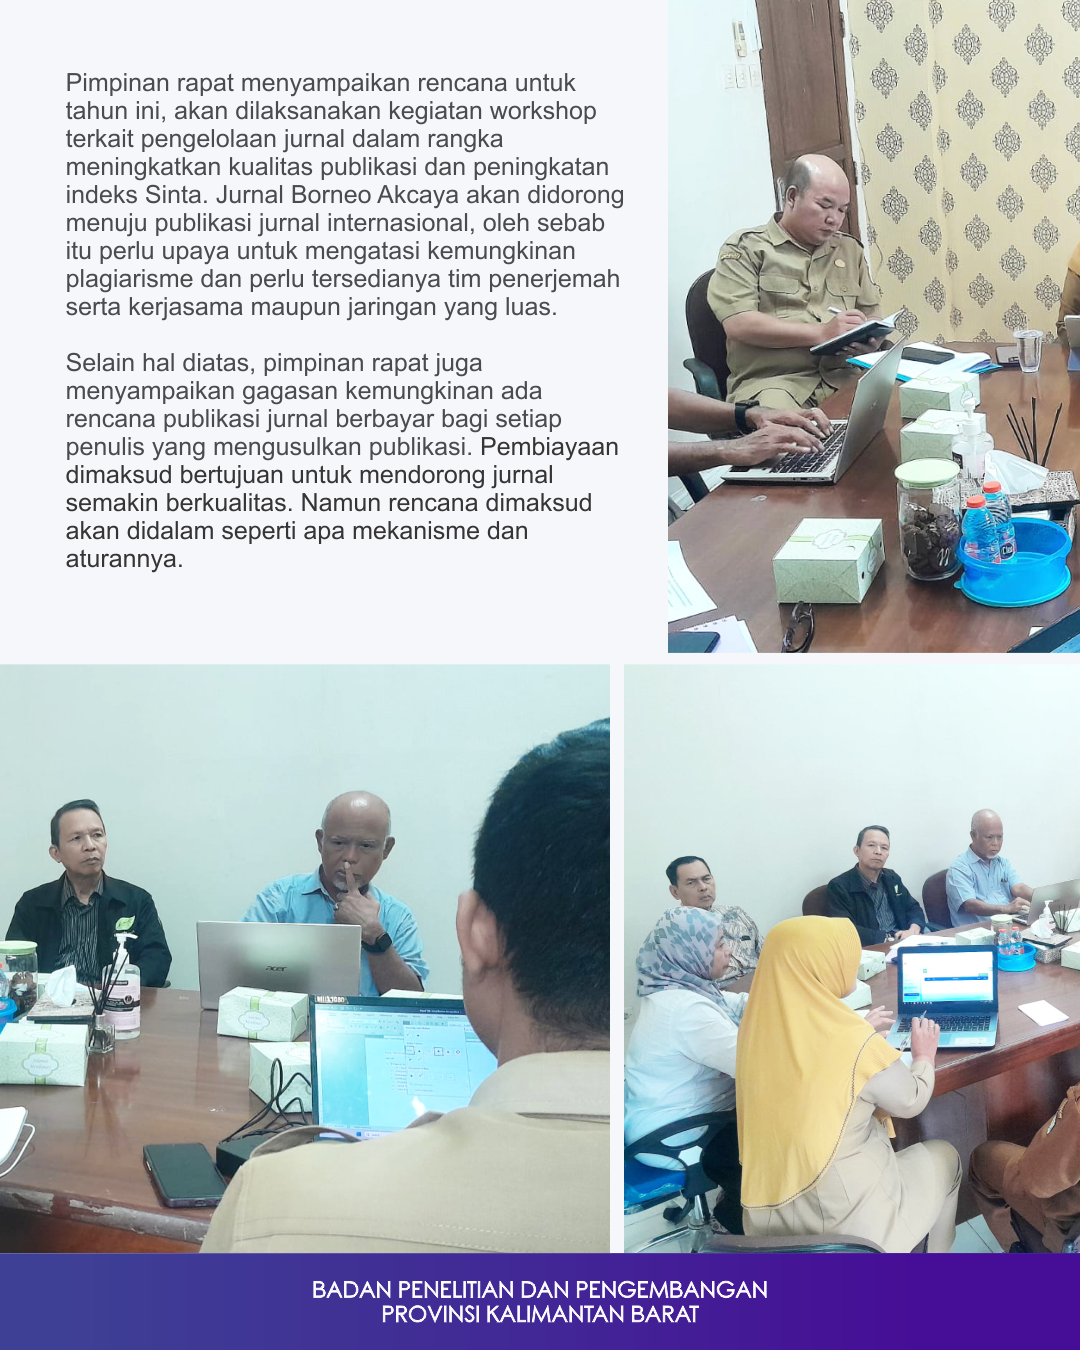 Pimpinan rapat menyampaikan rencana untuk
tahun ini, akan dilaksanakan kegiatan workshop
terkait pengelolaan jurnal dalam rangka
meningkatkan kualitas publikasi dan peningkatan
indeks Sinta. Jurnal Borneo Akcaya akan didorong
menuju publikasi jurnal internasional, oleh sebab
itu perlu upaya untuk mengatasi kemungkinan
plagiarisme dan perlu tersedianya tim penerjemah
serta kerjasama maupun jaringan yang luas.
Selain hal diatas, pimpinan rapat juga
menyampaikan gagasan kemungkinan ada
rencana publikasi jurnal berbayar bagi setiap
penulis yang mengusulkan publikasi. Pembiayaan
dimaksud bertujuan untuk mendorong jurnal
semakin berkualitas. Namun rencana dimaksud
akan didalam seperti apa mekanisme dan
aturannya.
acer
BADAN PENELITIAN DAN PENGEMBANGAN
PROVINSI KALIMANTAN BARAT